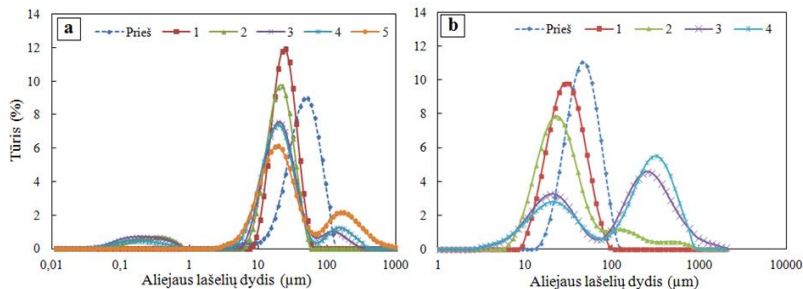 a
Prieš 1 2 3 4 5
14
12
10
8
6
4
2
0
0,01 0,1 1 10 100 1000
Tūris (%)
Aliejaus lašelių dydis (µm)
b
Prieš 1 2 3 4
14
12
10
8
6
4
2
0
1 10 100 1000 10000
Aliejaus lašelių dydis (µm)